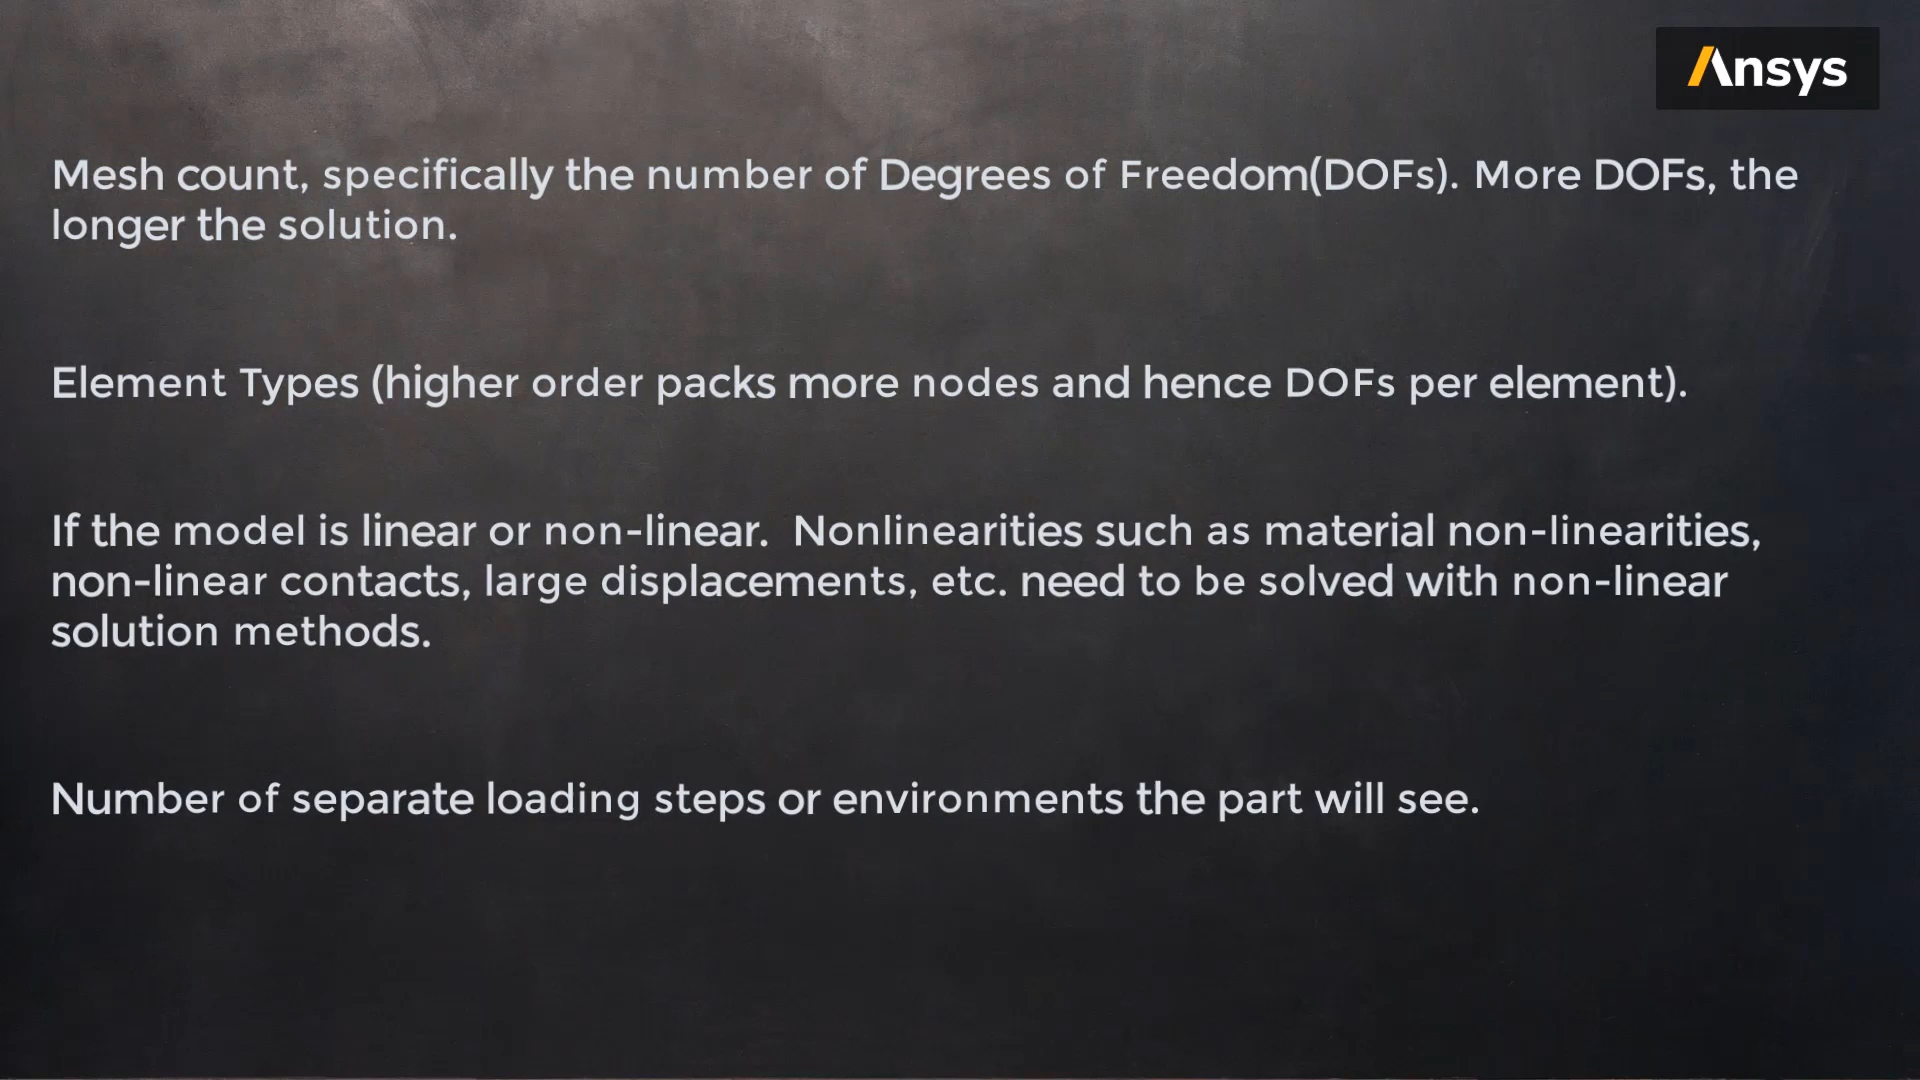 Ansys
Mesh count, specifically the number of Degrees of Freedom(DOFs). More DOFs, the
longer the solution.
Element Types (higher order packs more nodes and hence DOFs per element).
If the model is linear or non-linear.  Nonlinearities such as material non-linearities,
non-linear contacts, large displacements, etc. need to be solved with non-linear
solution methods.
Number of separate loading steps or environments the part will see.